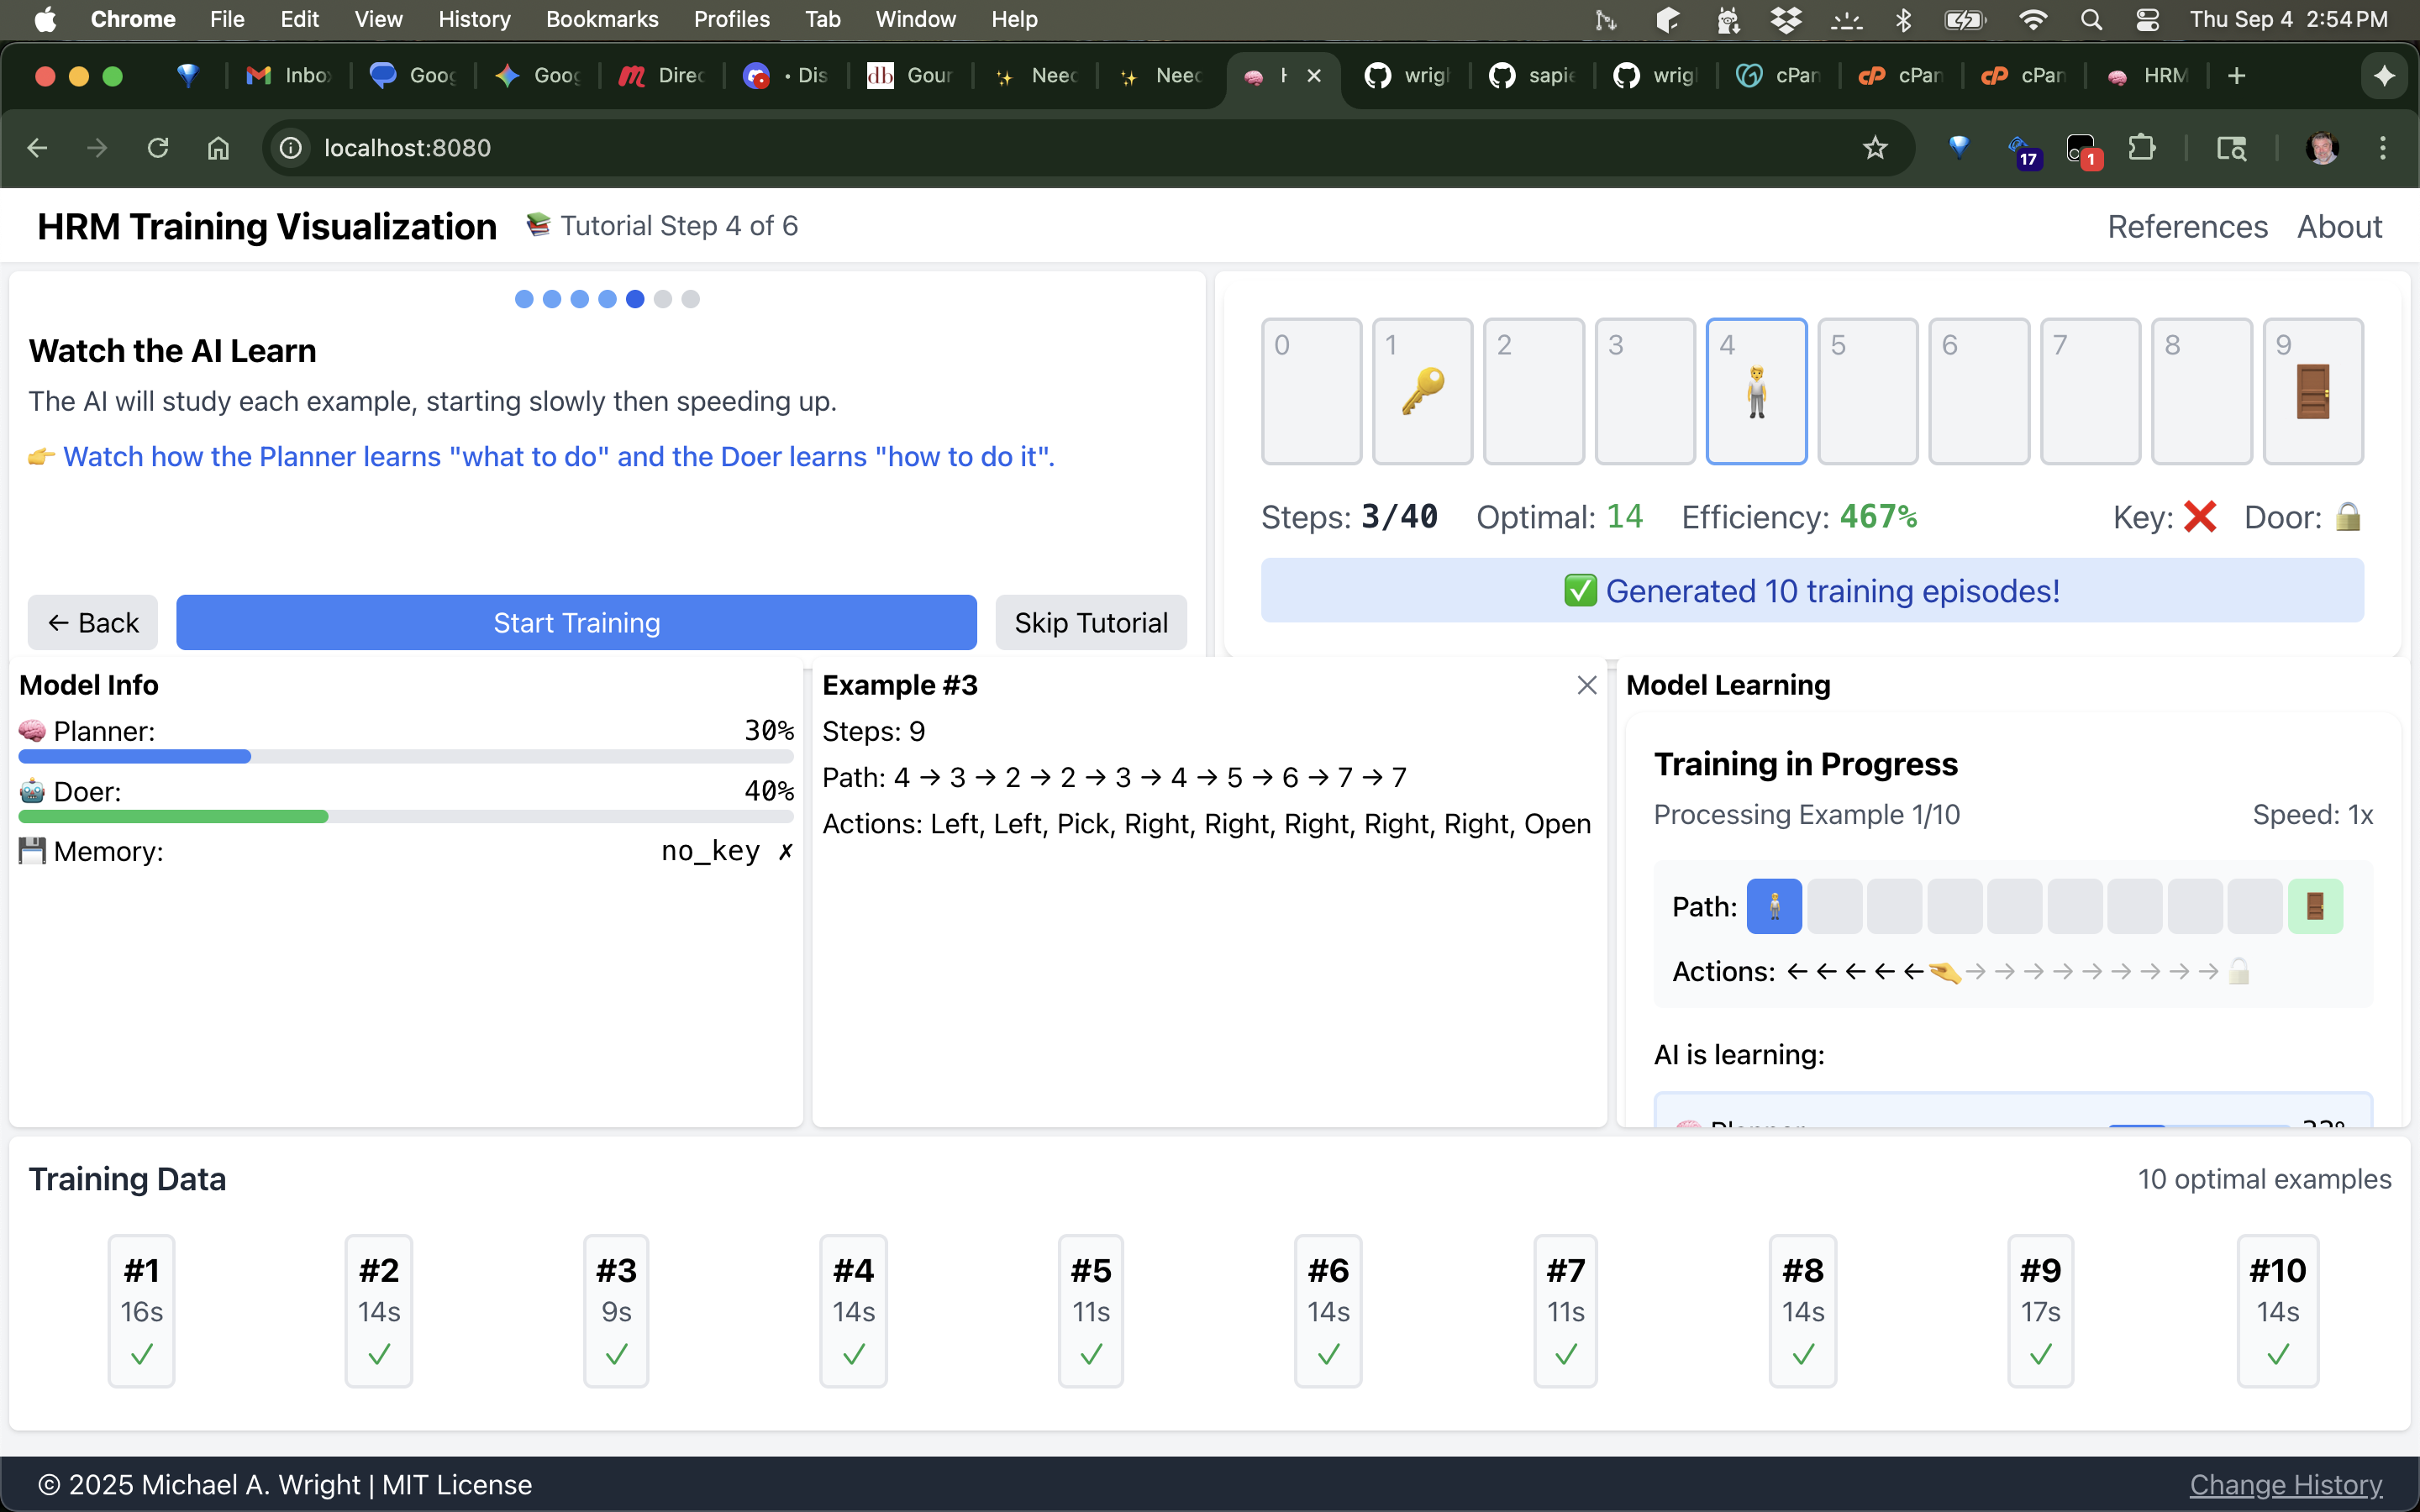 Chrome File Edit View History Bookmarks Profiles Tab Window Help Thu Sep 4 2:54 PM
Inbo Goog Goog Direc • Dis db Gour Need Need wrigh sapie wrigl cPan cP cPan cP cPan HRM
localhost:8080 17 1
HRM Training Visualization 📚 Tutorial Step 4 of 6 References About
Watch the AI Learn
The AI will study each example, starting slowly then speeding up.
👉 Watch how the Planner learns "what to do" and the Doer learns "how to do it".
← Back Start Training Skip Tutorial
0 1 2 3 4 5 6 7 8 9
Steps: 3/40 Optimal: 14 Efficiency: 467% Key: ❌ Door: 🔒
✅ Generated 10 training episodes!
Model Info
🧠 Planner: 30%
🤖 Doer: 40%
💾 Memory: no_key ✗
Example #3
Steps: 9
Path: 4 → 3 → 2 → 2 → 3 → 4 → 5 → 6 → 7 → 7
Actions: Left, Left, Pick, Right, Right, Right, Right, Right, Open
Model Learning
Training in Progress
Processing Example 1/10 Speed: 1x
Path:
Actions: ← ← ← ← ← → → → → → → → → →
AI is learning:
Training Data 10 optimal examples
#1 #2 #3 #4 #5 #6 #7 #8 #9 #10
16s 14s 9s 14s 11s 14s 11s 14s 17s 14s
✓ ✓ ✓ ✓ ✓ ✓ ✓ ✓ ✓ ✓
© 2025 Michael A. Wright | MIT License Change History